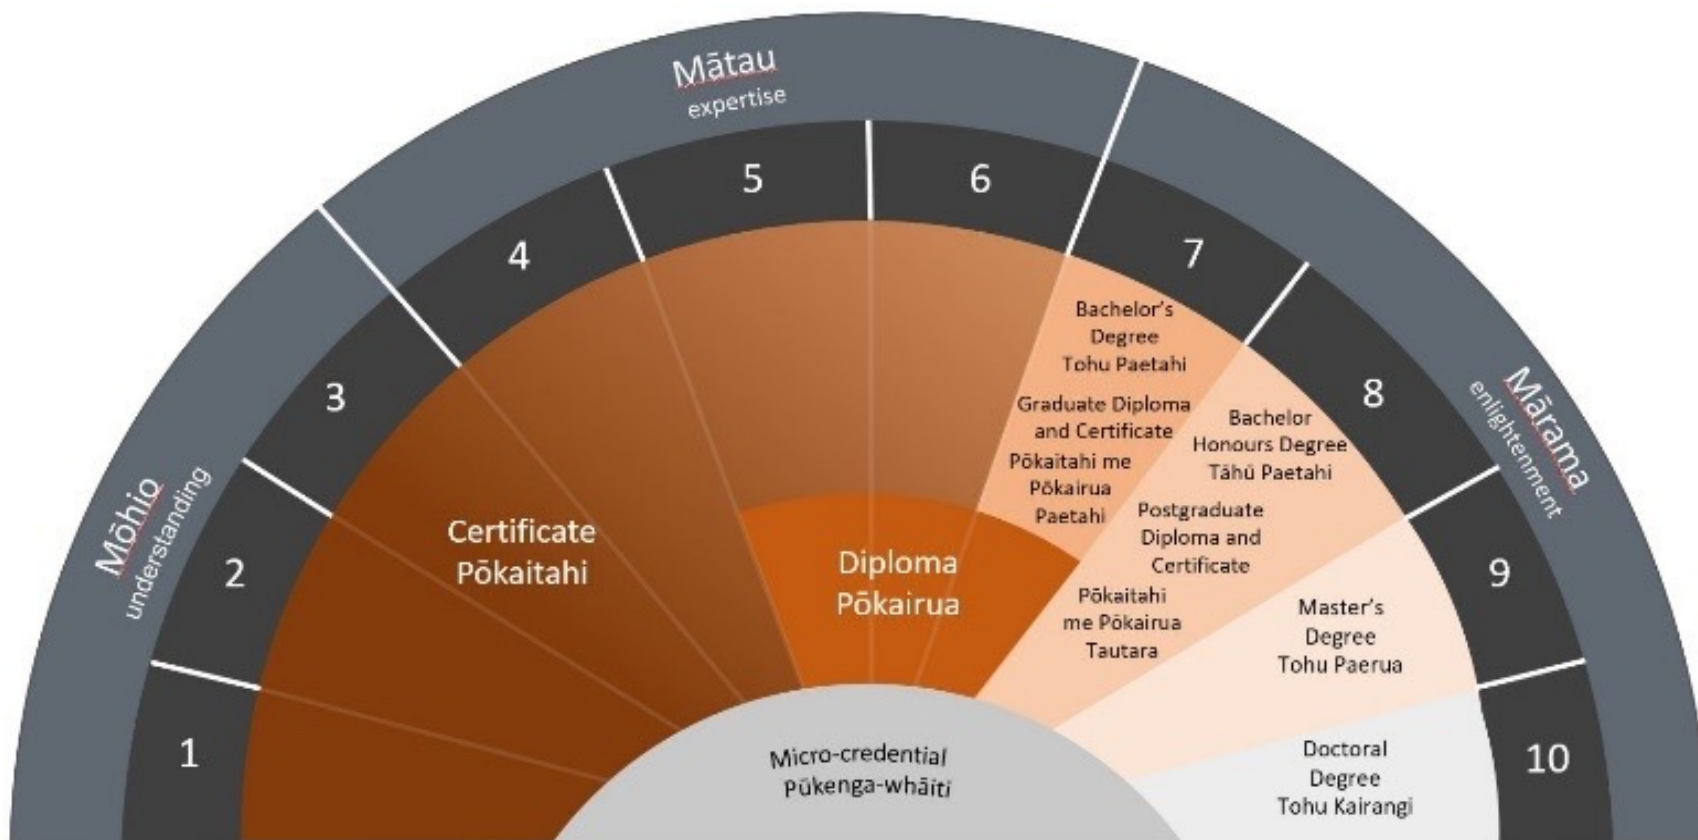 Mātau
expertise
Mōhio
understanding
Mārama
enlightenment
1
2
3
4
5
6
7
8
9
10
Certificate
Pōkaitahi
Diploma
Pōkairua
Bachelor's
Degree
Tohu Paetahi
Graduate Diploma
and Certificate
Pōkaitahi me
Pōkairua
Paetahi
Bachelor
Honours Degree
Tāhū Paetahi
Postgraduate
Diploma and
Certificate
Pōkaitahi
me Pōkairua
Tautara
Master's
Degree
Tohu Paerua
Doctoral
Degree
Tohu Kairangi
Micro-credential
Pūkenga-whāiti